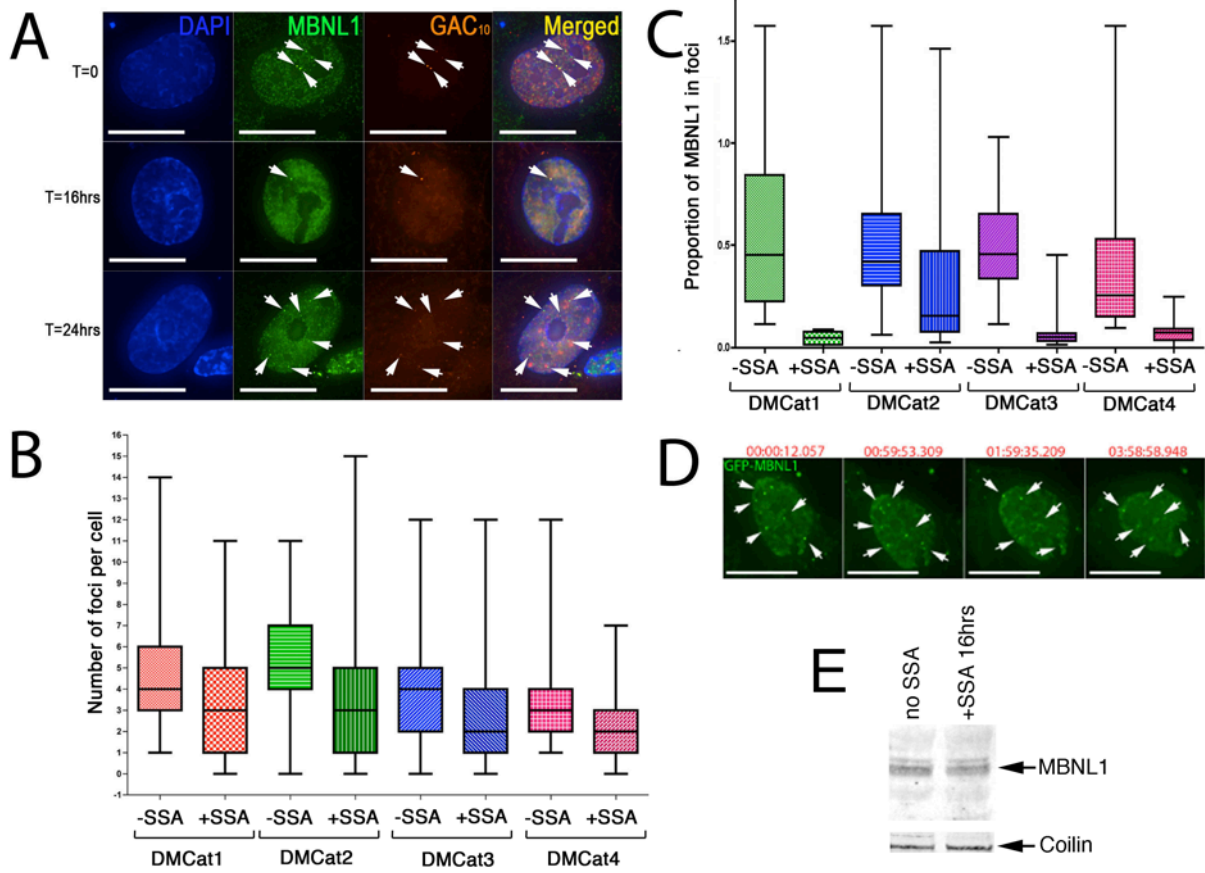 A
DAPI MBNL1 GAC10 Merged
T=0
T=16hrs
T=24hrs
B
Number of foci per cell
16
15
14
13
12
11
10
9
8
7
6
5
4
3
2
1
0
-1
-SSA +SSA -SSA +SSA -SSA +SSA -SSA +SSA
DMCat1 DMCat2 DMCat3 DMCat4
C
Proportion of MBNL1 in foci
1.5
1.0
0.5
0.0
-SSA +SSA -SSA +SSA -SSA +SSA -SSA +SSA
DMCat1 DMCat2 DMCat3 DMCat4
D
00:00:12.057 00:59:53.309 01:59:35.209 03:58:58.948
GFP-MBNL1
E
no SSA
+SSA 16hrs
MBNL1
Coilin